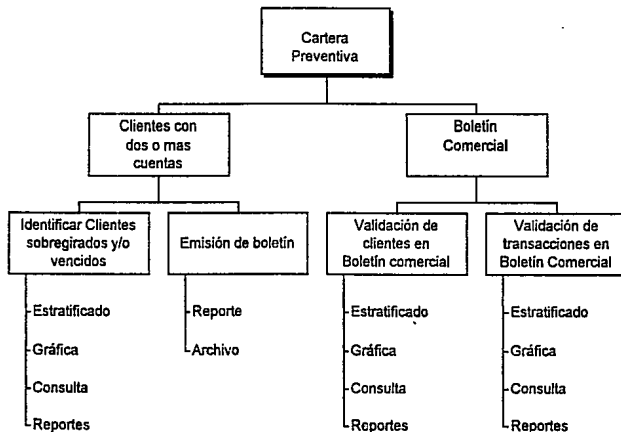 Cartera
Preventiva
Clientes con
dos o mas
cuentas
Boletín
Comercial
Identificar Clientes
sobregirados y/o
vencidos
Emisión de boletín
Validación de
clientes en
Boletín comercial
Validación de
transacciones en
Boletín Comercial
Estratificado
Gráfica
Consulta
Reportes
Reporte
Archivo
Estratificado
Gráfica
Consulta
Reportes
Estratificado
Gráfica
Consulta
Reportes